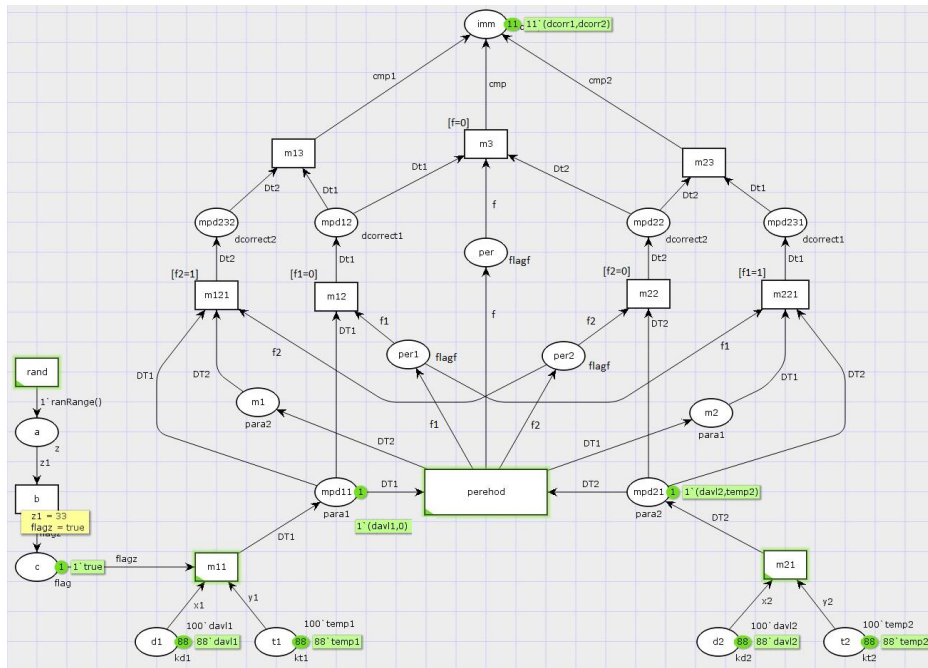 imm
11
11`(dcorr1,dcorr2)
cmp1
cmp
cmp2
[f=0]
m13
m3
m23
Dt2
Dt1
Dt1
Dt2
Dt2
Dt1
mpd232
mpd12
f
mpd22
mpd231
dcorrect2
dcorrect1
dcorrect2
dcorrect1
per
flagf
Dt2
Dt1
Dt2
Dt1
[f2=1]
[f1=0]
[f2=0]
[f1=1]
m121
m12
m22
m221
f
DT1
f1
f2
DT2
f2
f1
per1
flagf
per2
flagf
rand
DT1
DT2
DT1
DT2
1`ranRange()
m1
para2
m2
para1
a
z
f1
f2
z1
DT2
DT1
b
mpd11
1
DT1
perehod
DT2
mpd21
1
1`(davl2,temp2)
para1
para2
z1 = 33
flagz = true
flagz
1`(davl1,0)
DT1
DT2
c
1
1`true
flagz
flag
m11
m21
x1
y1
x2
y2
100`davl1
100`temp1
100`davl2
100`temp2
d1
88
88`davl1
t1
88
88`temp1
d2
88
88`davl2
t2
88
88`temp2
kd1
kt1
kd2
kt2